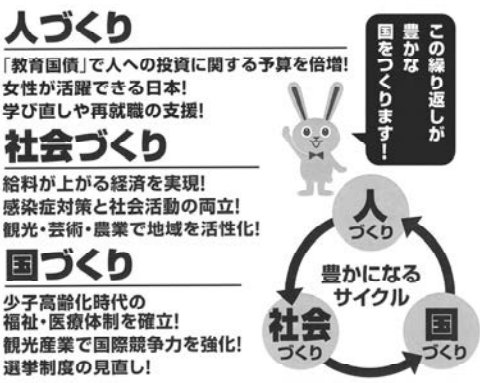 人づくり
「教育国債」で人への投資に関する予算を倍増!
女性が活躍できる日本!
学び直しや再就職の支援!
社会づくり
給料が上がる経済を実現!
感染症対策と社会活動の両立!
観光・芸術・農業で地域を活性化!
国づくり
少子高齢化時代の
福祉・医療体制を確立!
観光産業で国際競争力を強化!
選挙制度の見直し!
この繰り返しが
豊かな
国をつくります!
人
づくり
豊かになる
サイクル
社会
づくり
国
づくり